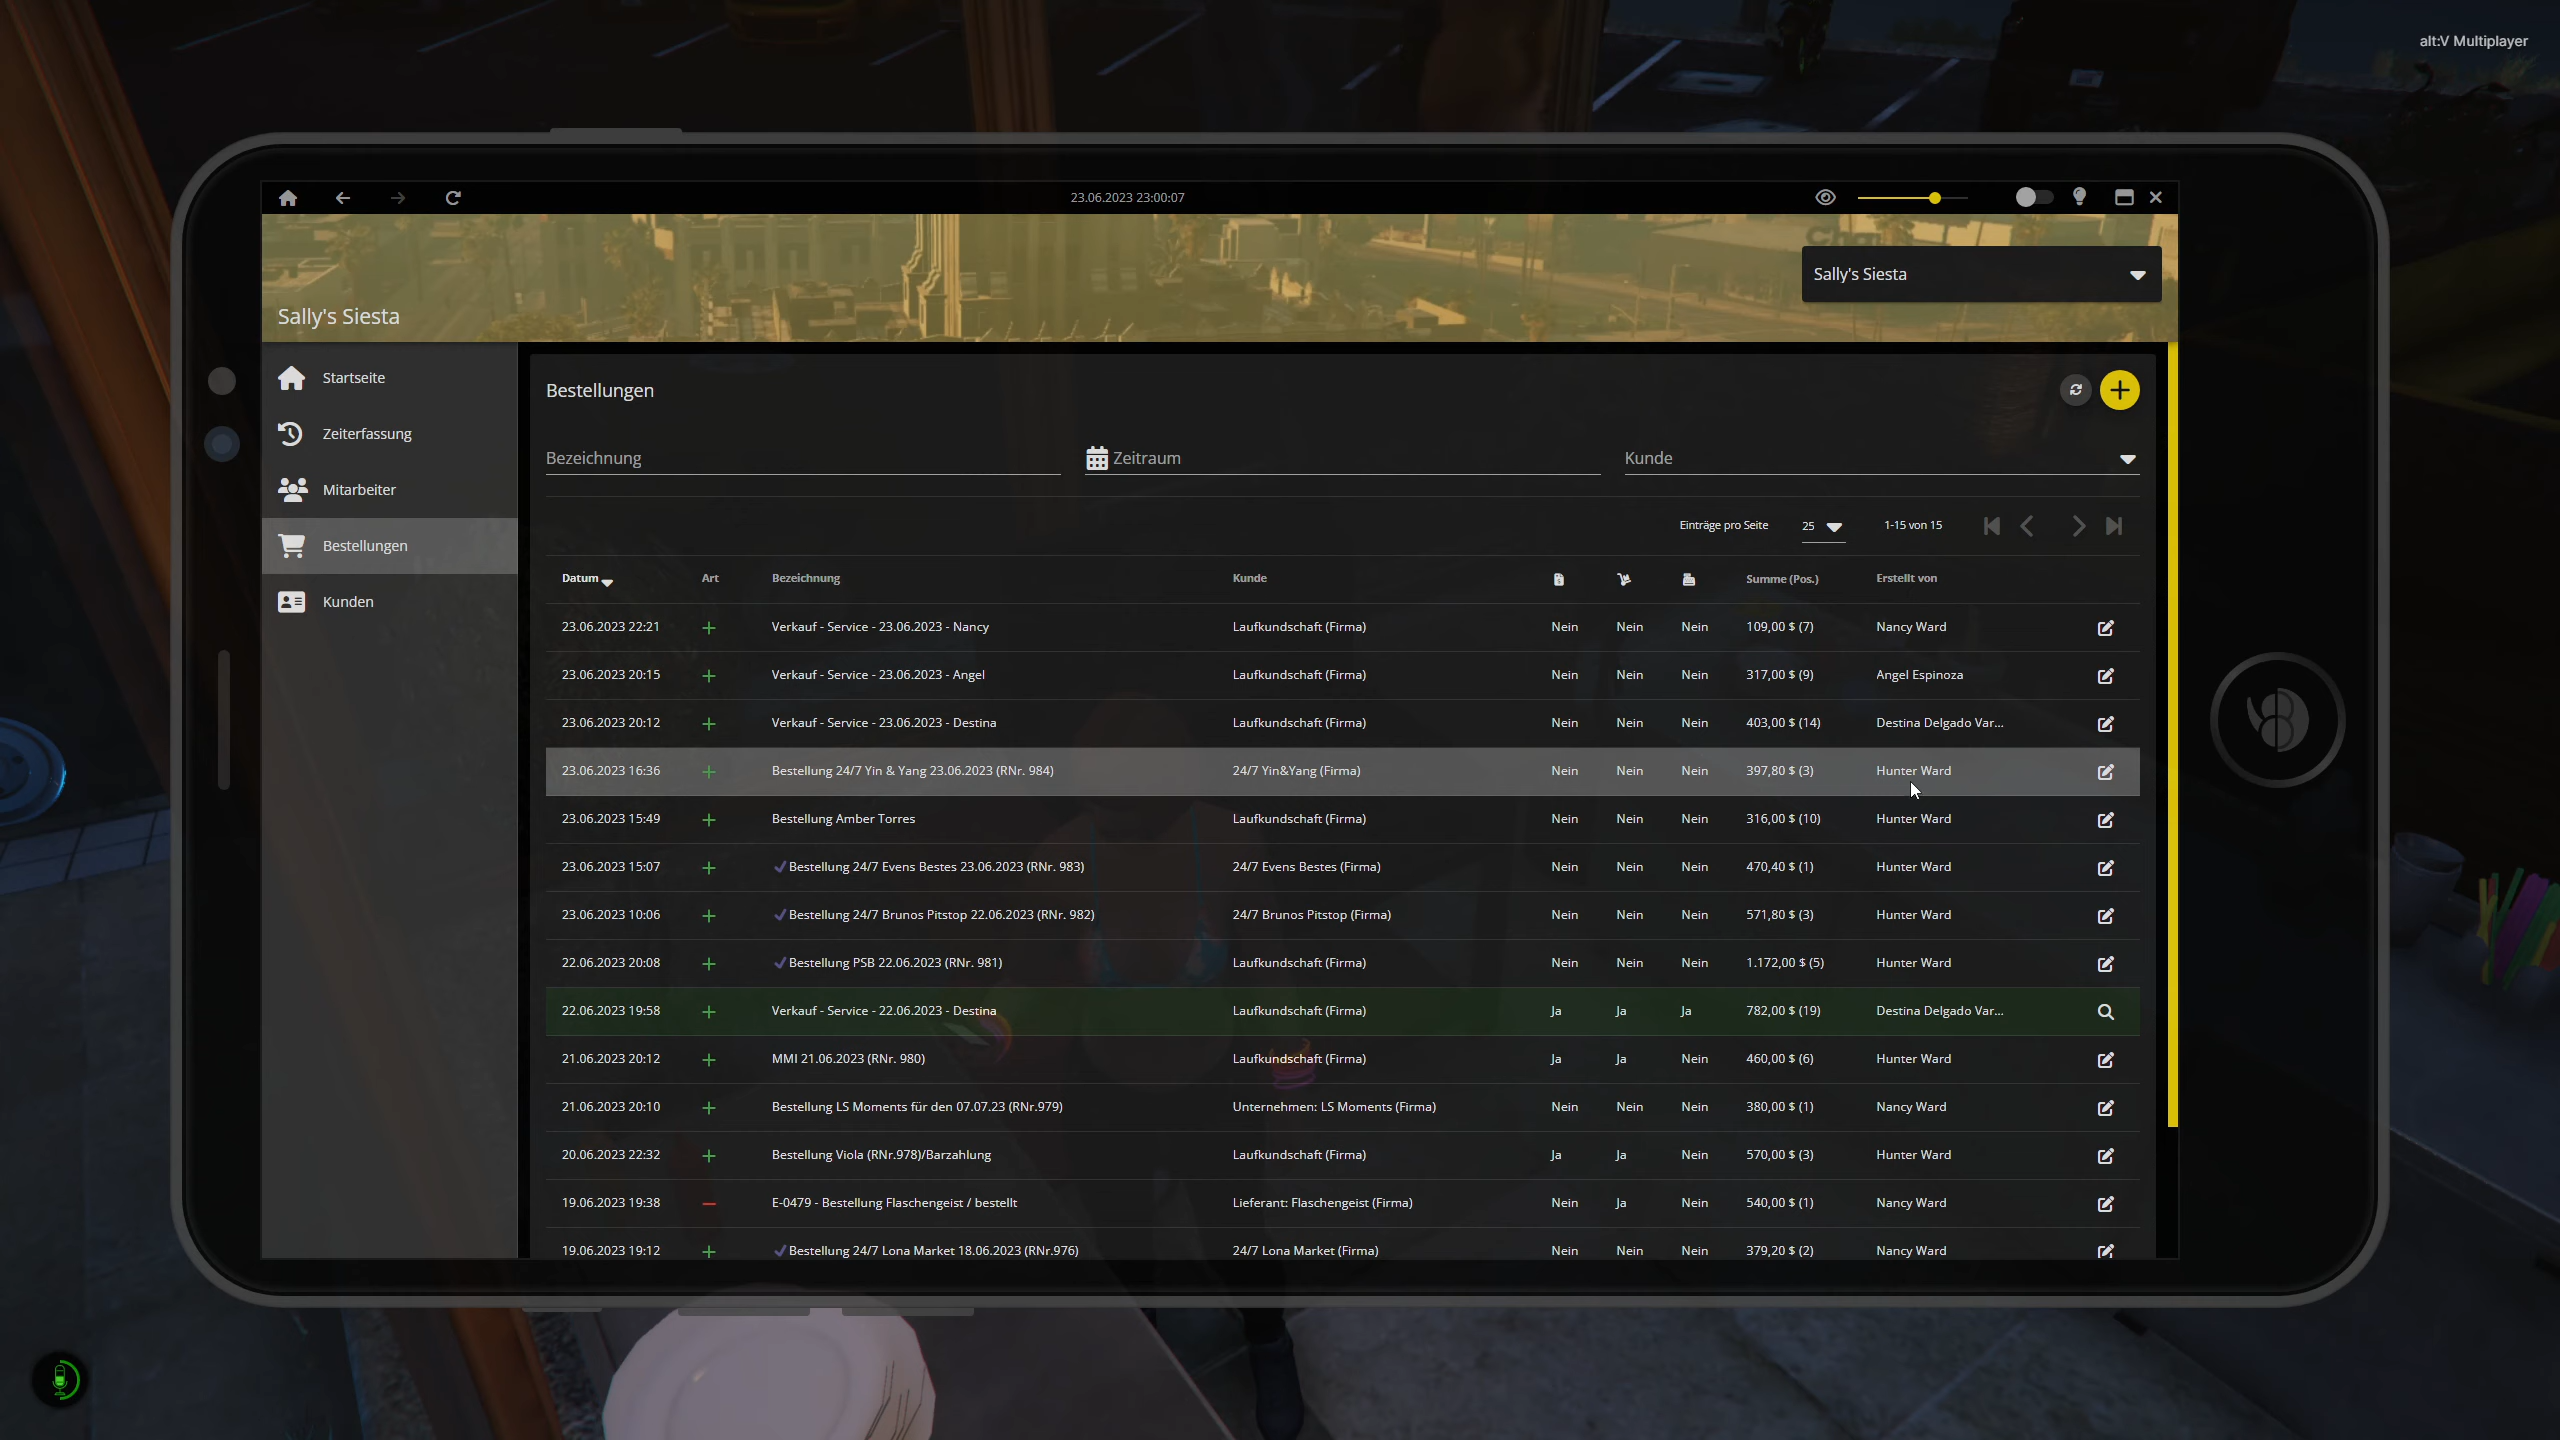 alt:V Multiplayer
23.06.2023 23:00:07
Sally's Siesta
Sally's Siesta
Startseite
Zeiterfassung
Mitarbeiter
Bestellungen
Kunden
Bestellungen
Bezeichnung Zeitraum Kunde
Einträge pro Seite 25 1-15 von 15
Datum Art Bezeichnung Kunde Summe (Pos.) Erstellt von
23.06.2023 22:21 + Verkauf - Service - 23.06.2023 - Nancy Laufkundschaft (Firma) Nein Nein Nein 109,00 $ (7) Nancy Ward
23.06.2023 20:15 + Verkauf - Service - 23.06.2023 - Angel Laufkundschaft (Firma) Nein Nein Nein 317,00 $ (9) Angel Espinoza
23.06.2023 20:12 + Verkauf - Service - 23.06.2023 - Destina Laufkundschaft (Firma) Nein Nein Nein 403,00 $ (14) Destina Delgado Var...
23.06.2023 16:36 + Bestellung 24/7 Yin & Yang 23.06.2023 (RNr. 984) 24/7 Yin&Yang (Firma) Nein Nein Nein 397,80 $ (3) Hunter Ward
23.06.2023 15:49 + Bestellung Amber Torres Laufkundschaft (Firma) Nein Nein Nein 316,00 $ (10) Hunter Ward
23.06.2023 15:07 + Bestellung 24/7 Evens Bestes 23.06.2023 (RNr. 983) 24/7 Evens Bestes (Firma) Nein Nein Nein 470,40 $ (1) Hunter Ward
23.06.2023 10:06 + Bestellung 24/7 Brunos Pitstop 22.06.2023 (RNr. 982) 24/7 Brunos Pitstop (Firma) Nein Nein Nein 571,80 $ (3) Hunter Ward
22.06.2023 20:08 + Bestellung PSB 22.06.2023 (RNr. 981) Laufkundschaft (Firma) Nein Nein Nein 1.172,00 $ (5) Hunter Ward
22.06.2023 19:58 + Verkauf - Service - 22.06.2023 - Destina Laufkundschaft (Firma) Ja Ja Ja 782,00 $ (19) Destina Delgado Var...
21.06.2023 20:12 + MMI 21.06.2023 (RNr. 980) Laufkundschaft (Firma) Ja Ja Nein 460,00 $ (6) Hunter Ward
21.06.2023 20:10 + Bestellung LS Moments für den 07.07.23 (RNr.979) Unternehmen: LS Moments (Firma) Nein Nein Nein 380,00 $ (1) Nancy Ward
20.06.2023 22:32 + Bestellung Viola (RNr.978)/Barzahlung Laufkundschaft (Firma) Ja Ja Nein 570,00 $ (3) Hunter Ward
19.06.2023 19:38 − E-0479 - Bestellung Flaschengeist / bestellt Lieferant: Flaschengeist (Firma) Nein Ja Nein 540,00 $ (1) Nancy Ward
19.06.2023 19:12 + Bestellung 24/7 Lona Market 18.06.2023 (RNr.976) 24/7 Lona Market (Firma) Nein Nein Nein 379,20 $ (2) Nancy Ward